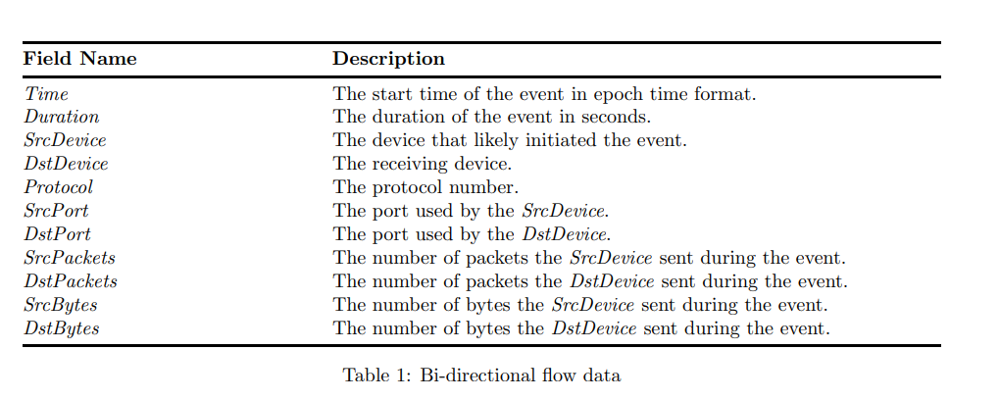 Field Name Description
Time The start time of the event in epoch time format.
Duration The duration of the event in seconds.
SrcDevice The device that likely initiated the event.
DstDevice The receiving device.
Protocol The protocol number.
SrcPort The port used by the SrcDevice.
DstPort The port used by the DstDevice.
SrcPackets The number of packets the SrcDevice sent during the event.
DstPackets The number of packets the DstDevice sent during the event.
SrcBytes The number of bytes the SrcDevice sent during the event.
DstBytes The number of bytes the DstDevice sent during the event.
Table 1: Bi-directional flow data